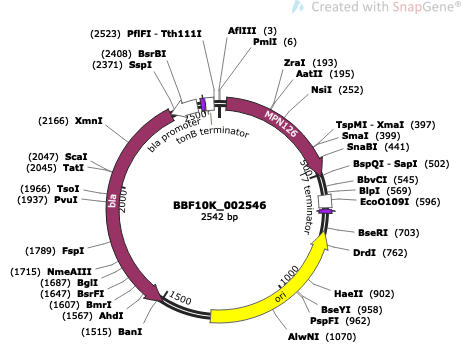 Created with SnapGene®
(2523) PflFI - Tth111I
AflIII (3)
PmlI (6)
(2408) BsrBI
(2371) SspI
ZraI (193)
AatII (195)
NsiI (252)
(2166) XmnI
TspMI - XmaI (397)
SmaI (399)
SnaBI (441)
BspQI - SapI (502)
BbvCI (545)
BlpI (569)
EcoO109I (596)
(2047) ScaI
(2045) TatI
(1966) TsoI
(1937) PvuI
BseRI (703)
DrdI (762)
(1789) FspI
(1715) NmeAIII
(1687) BglI
(1647) BsrFI
(1607) BmrI
(1567) AhdI
(1515) BanI
HaeII (902)
BseYI (958)
PspFI (962)
AlwNI (1070)
bla promoter
tonB terminator
MPN126
T7 terminator
bla
ori
500
1000
1500
2000
2500
BBF10K_002546
2542 bp